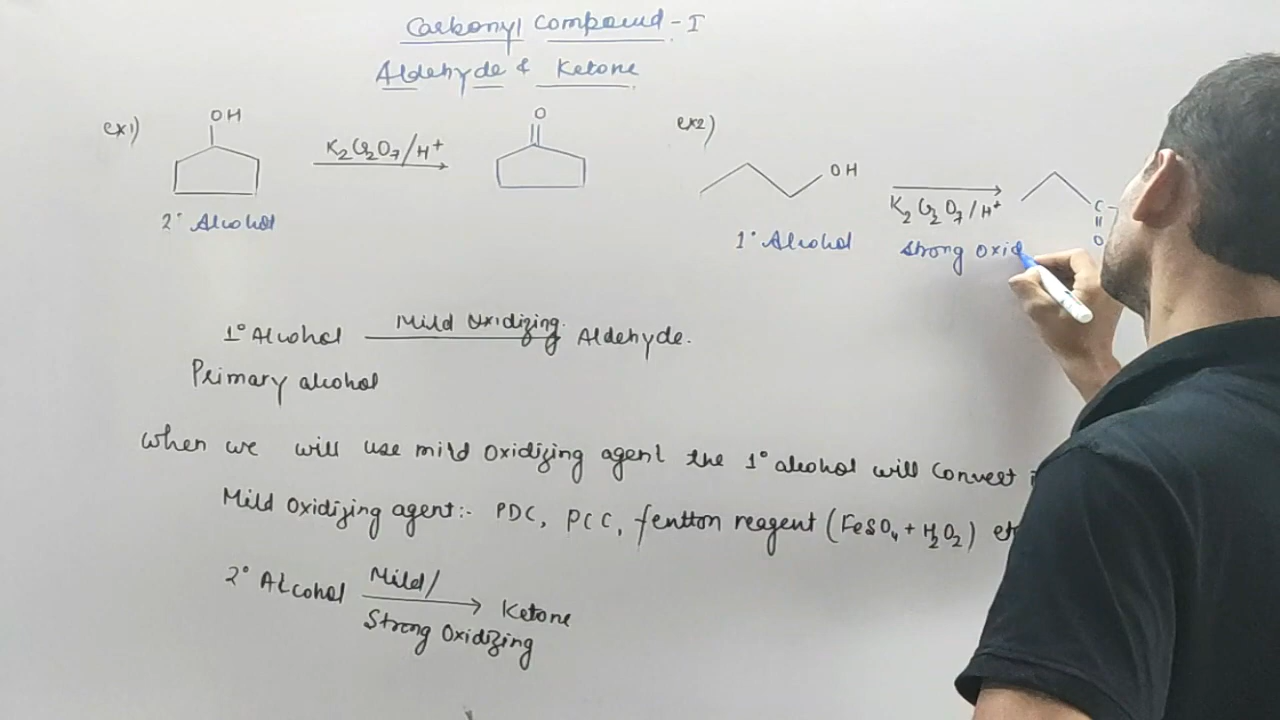 Carbonyl Compound - I
Aldehyde & Ketone
ex1)
OH
K2Cr2O7/H+
O
2° Alcohol
ex2)
OH
K2Cr2O7/H+
C
O
1° Alcohol
Strong Oxid
1° Alcohol Mild Oxidizing Aldehyde.
Primary alcohol
When we will use mild Oxidizing agent the 1° alcohol will Convert
Mild Oxidizing agent:- PDC, PCC, fentton reagent (FeSO4 + H2O2) et
2° Alcohol Mild/ Ketone
Strong Oxidizing